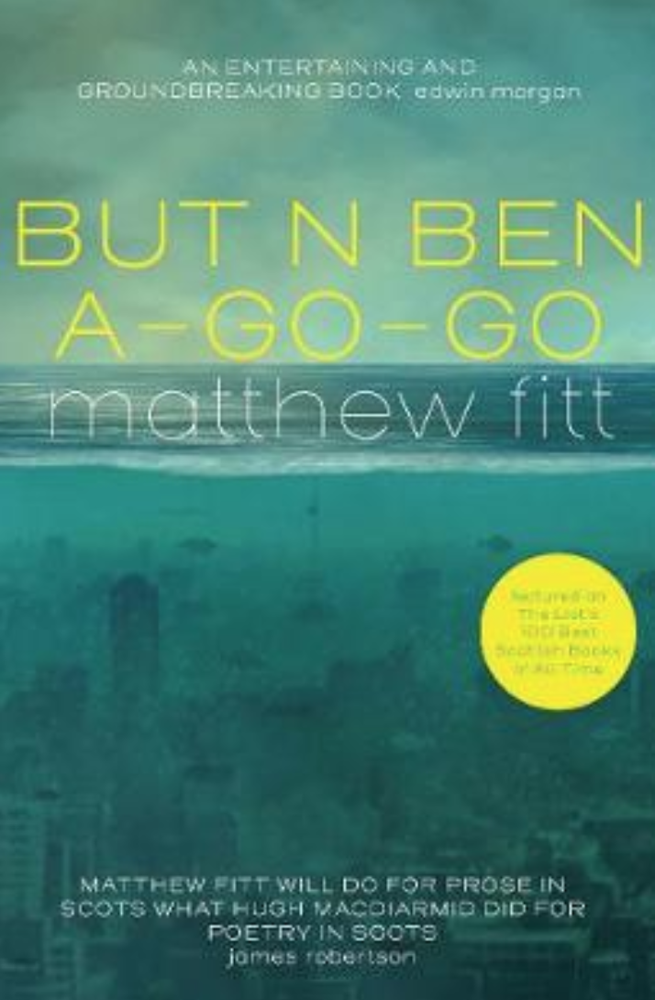 AN ENTERTAINING AND
GROUNDBREAKING BOOK edwin morgan
BUT N BEN
A-GO-GO
matthew fitt
featured on
The List's
100 Best
Scottish Books
of All Time
MATTHEW FITT WILL DO FOR PROSE IN
SCOTS WHAT HUGH MACDIARMID DID FOR
POETRY IN SCOTS
james robertson